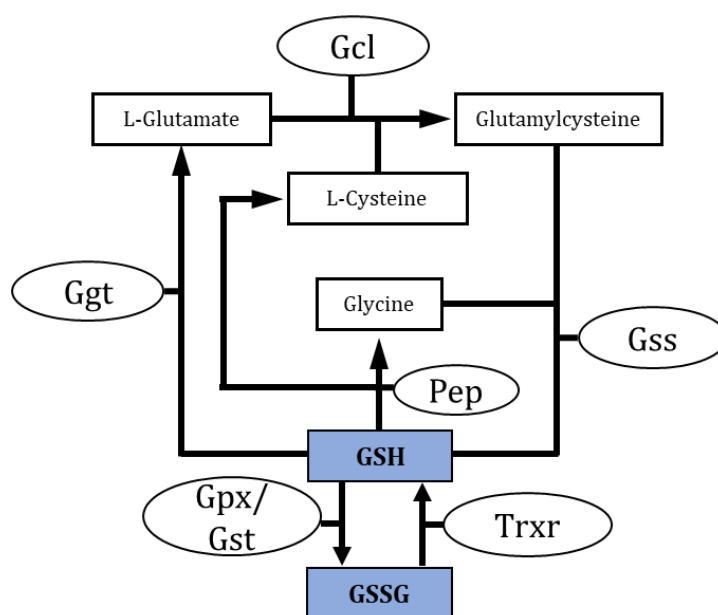 Gcl
L-Glutamate
Glutamylcysteine
L-Cysteine
Ggt
Glycine
Gss
Pep
GSH
Gpx/
Gst
Trxr
GSSG